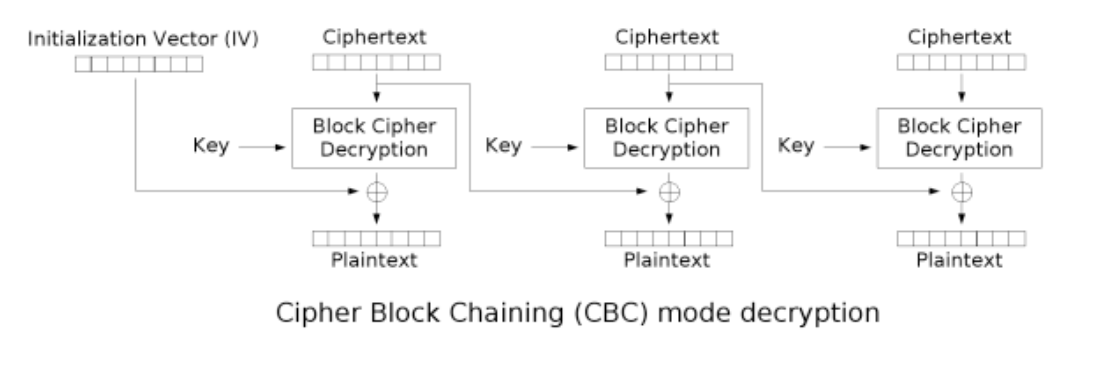 Initialization Vector (IV)
Ciphertext
Ciphertext
Ciphertext
Key
Block Cipher
Decryption
Key
Block Cipher
Decryption
Key
Block Cipher
Decryption
Plaintext
Plaintext
Plaintext
Cipher Block Chaining (CBC) mode decryption